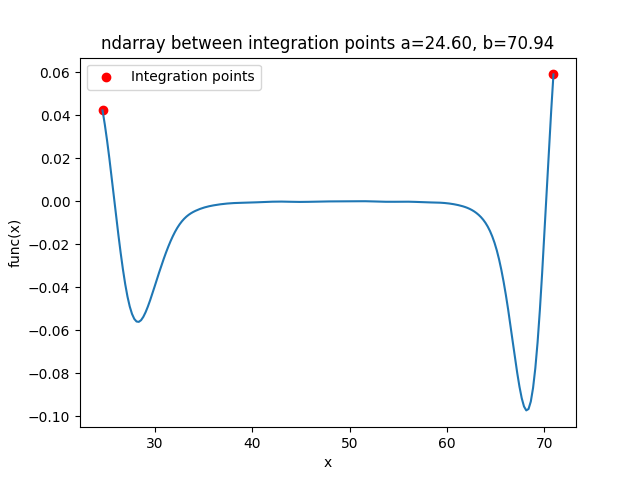 ndarray between integration points a=24.60, b=70.94
Integration points
0.06
0.04
0.02
0.00
−0.02
−0.04
−0.06
−0.08
−0.10
func(x)
30 40 50 60 70
x